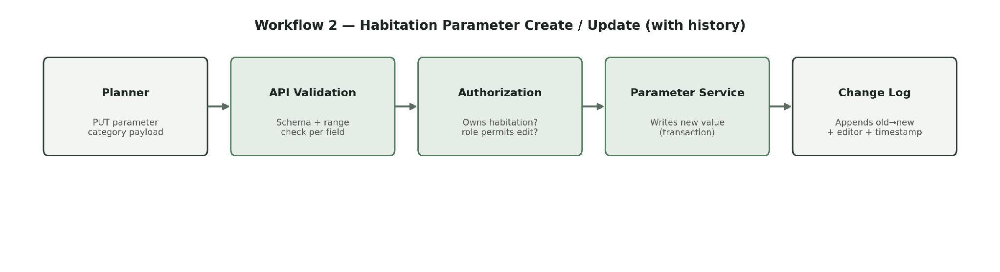 Workflow 2 — Habitation Parameter Create / Update (with history)
Planner
PUT parameter
category payload
API Validation
Schema + range
check per field
Authorization
Owns habitation?
role permits edit?
Parameter Service
Writes new value
(transaction)
Change Log
Appends old→new
+ editor + timestamp